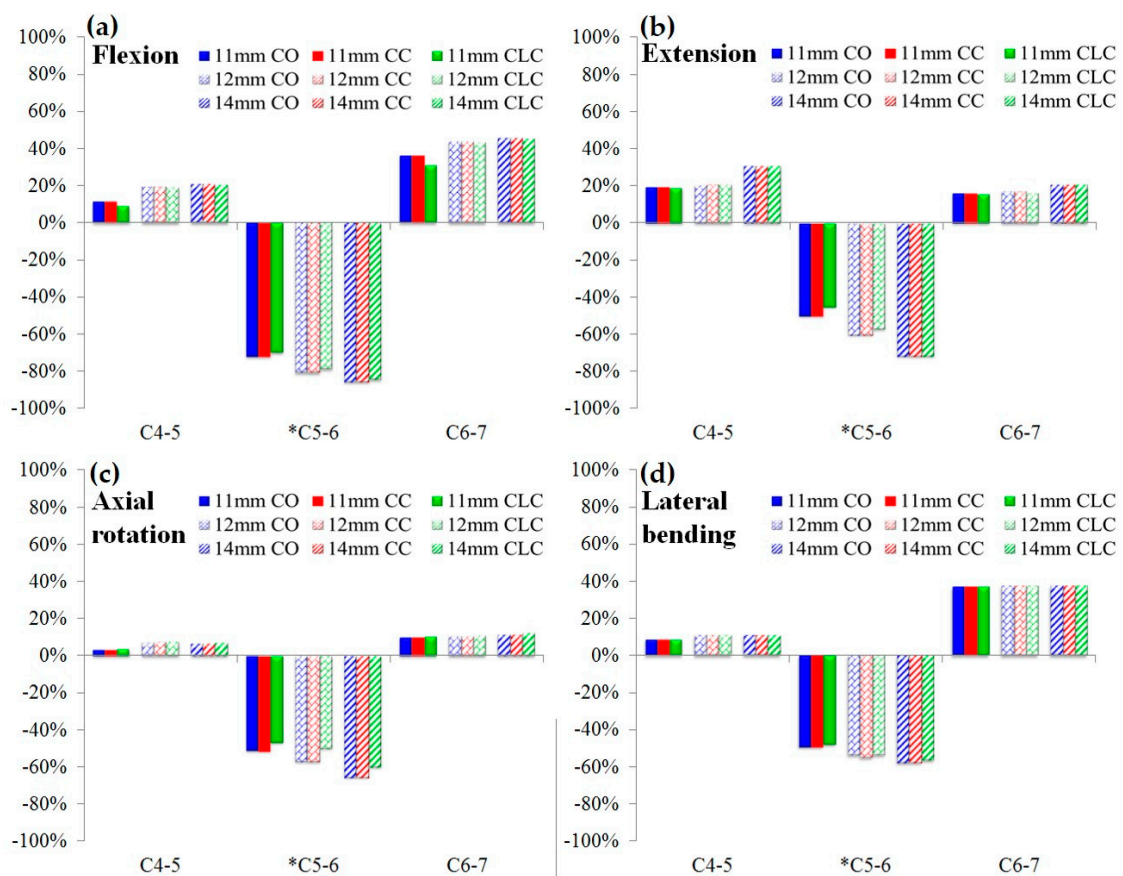 (a)
Flexion
11mm CO 11mm CC 11mm CLC
12mm CO 12mm CC 12mm CLC
14mm CO 14mm CC 14mm CLC
100%
80%
60%
40%
20%
0%
-20%
-40%
-60%
-80%
-100%
C4-5 *C5-6 C6-7
(b)
Extension
11mm CO 11mm CC 11mm CLC
12mm CO 12mm CC 12mm CLC
14mm CO 14mm CC 14mm CLC
100%
80%
60%
40%
20%
0%
-20%
-40%
-60%
-80%
-100%
C4-5 *C5-6 C6-7
(c)
Axial
rotation
11mm CO 11mm CC 11mm CLC
12mm CO 12mm CC 12mm CLC
14mm CO 14mm CC 14mm CLC
100%
80%
60%
40%
20%
0%
-20%
-40%
-60%
-80%
-100%
C4-5 *C5-6 C6-7
(d)
Lateral
bending
11mm CO 11mm CC 11mm CLC
12mm CO 12mm CC 12mm CLC
14mm CO 14mm CC 14mm CLC
100%
80%
60%
40%
20%
0%
-20%
-40%
-60%
-80%
-100%
C4-5 *C5-6 C6-7